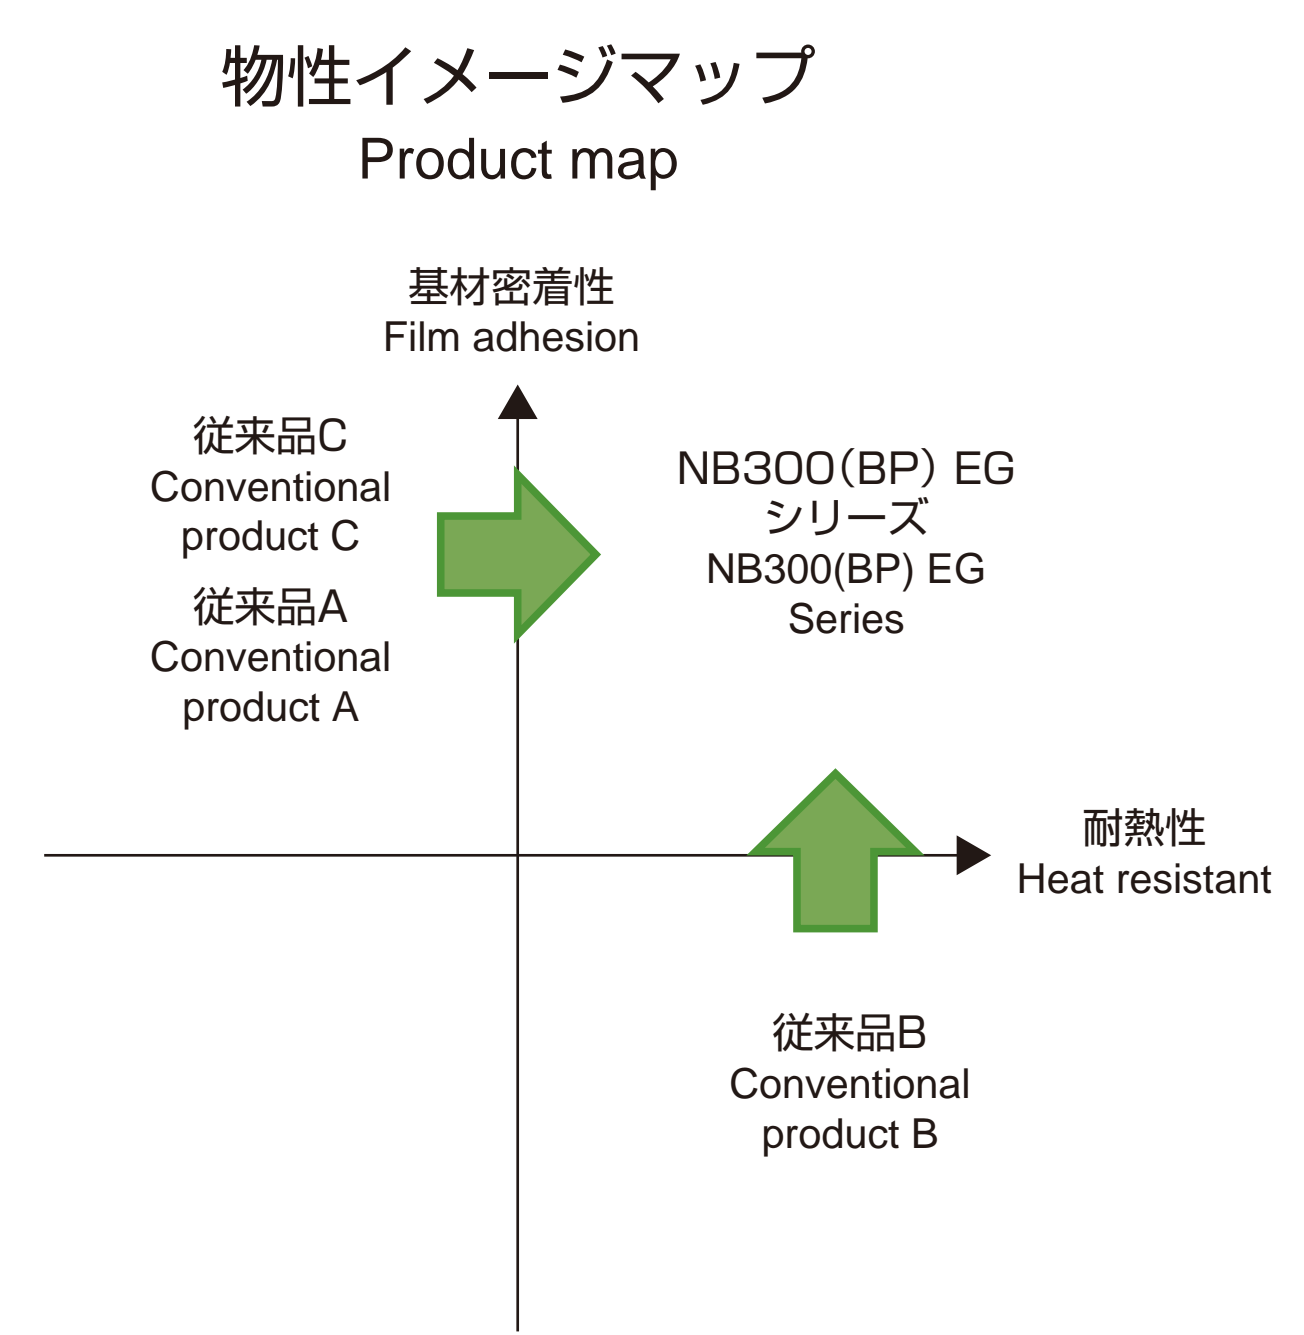 物性イメージマップ
Product map
基材密着性
Film adhesion
従来品C
Conventional
product C
従来品A
Conventional
product A
NB300(BP) EG
シリーズ
NB300(BP) EG
Series
耐熱性
Heat resistant
従来品B
Conventional
product B